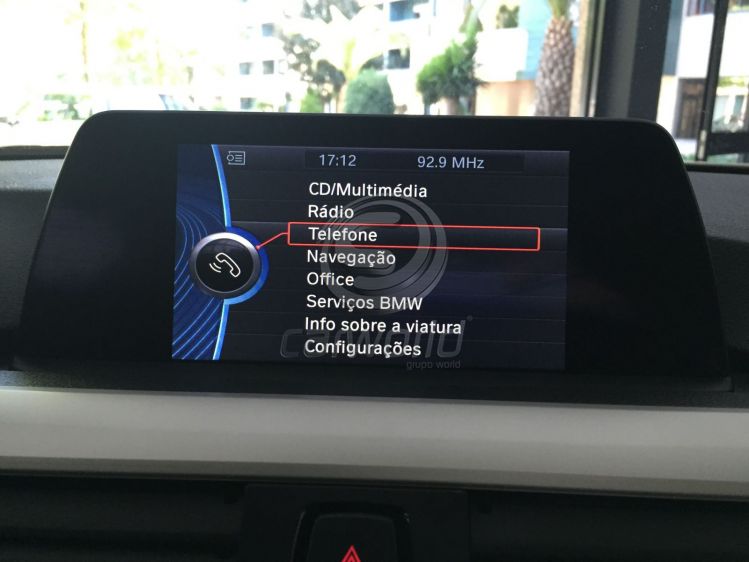 17:12 92.9 MHz
CD/Multimédia
Rádio
Telefone
Navegação
Office
Serviços BMW
Info sobre a viatura
Configurações
carworld®
grupo world